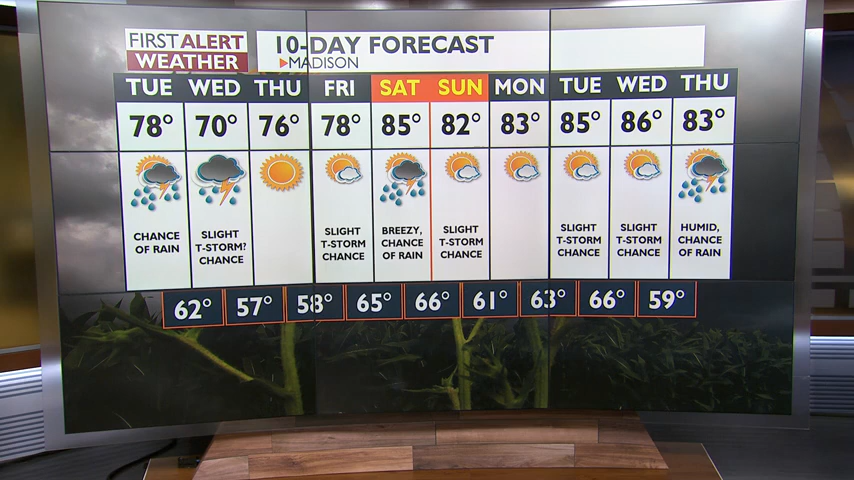 FIRST ALERT
WEATHER
10-DAY FORECAST
MADISON
TUE WED THU FRI SAT SUN MON TUE WED THU
78° 70° 76° 78° 85° 82° 83° 85° 86° 83°
CHANCE
OF RAIN
SLIGHT
T-STORM?
CHANCE
SLIGHT
T-STORM
CHANCE
BREEZY,
CHANCE
OF RAIN
SLIGHT
T-STORM
CHANCE
SLIGHT
T-STORM
CHANCE
SLIGHT
T-STORM
CHANCE
HUMID,
CHANCE
OF RAIN
62° 57° 58° 65° 66° 61° 63° 66° 59°